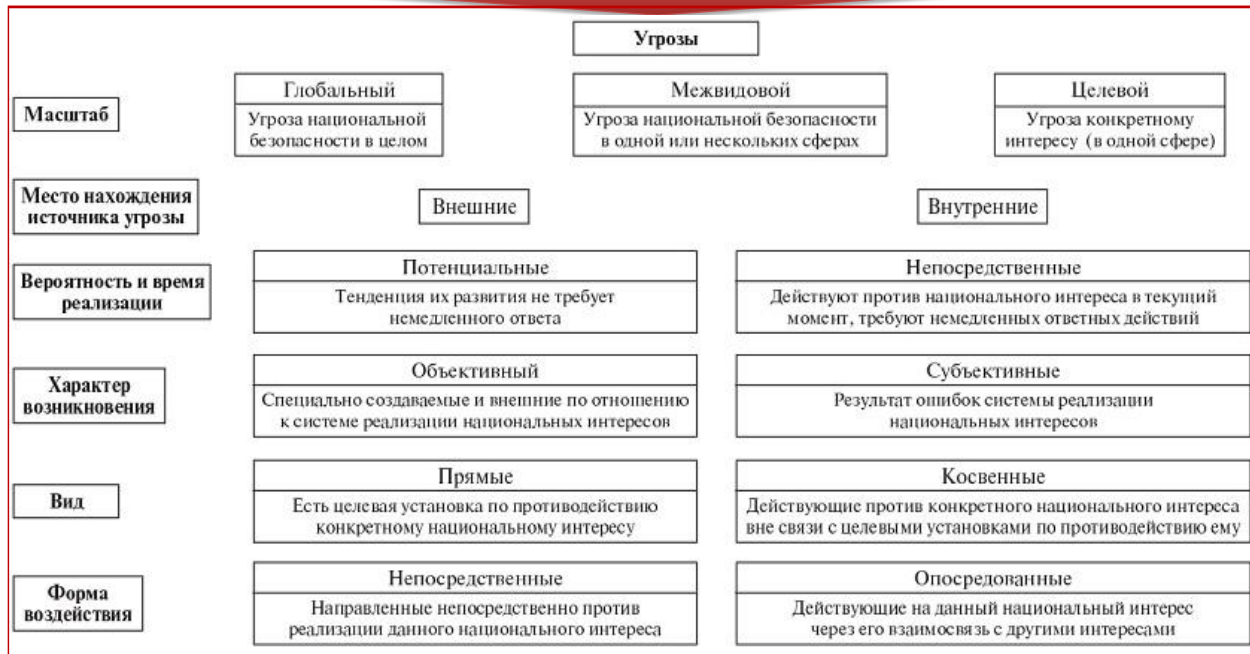 Угрозы
Масштаб
Глобальный
Угроза национальной
безопасности в целом
Межвидовой
Угроза национальной безопасности
в одной или нескольких сферах
Целевой
Угроза конкретному
интересу (в одной сфере)
Место нахождения
источника угрозы
Внешние
Внутренние
Вероятность и время
реализации
Потенциальные
Тенденция их развития не требует
немедленного ответа
Непосредственные
Действуют против национального интереса в текущий
момент, требуют немедленных ответных действий
Характер
возникновения
Объективный
Специально создаваемые и внешние по отношению
к системе реализации национальных интересов
Субъективные
Результат ошибок системы реализации
национальных интересов
Вид
Прямые
Есть целевая установка по противодействию
конкретному национальному интересу
Косвенные
Действующие против конкретного национального интереса
вне связи с целевыми установками по противодействию ему
Форма
воздействия
Непосредственные
Направленные непосредственно против
реализации данного национального интереса
Опосредованные
Действующие на данный национальный интерес
через его взаимосвязь с другими интересами